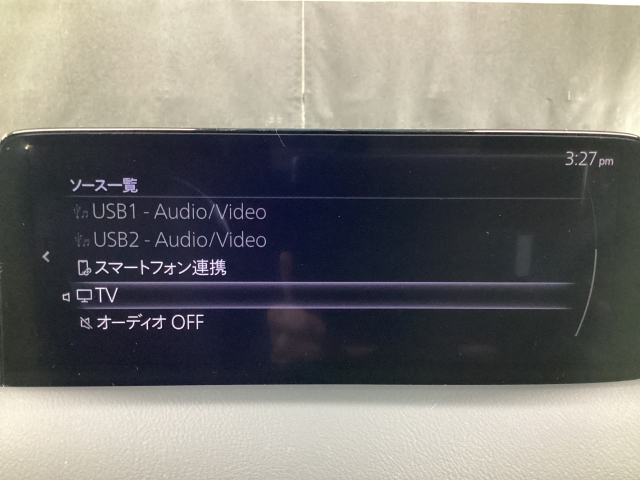 3:27 pm
ソース一覧
USB1 - Audio/Video
USB2 - Audio/Video
スマートフォン連携
TV
オーディオ OFF